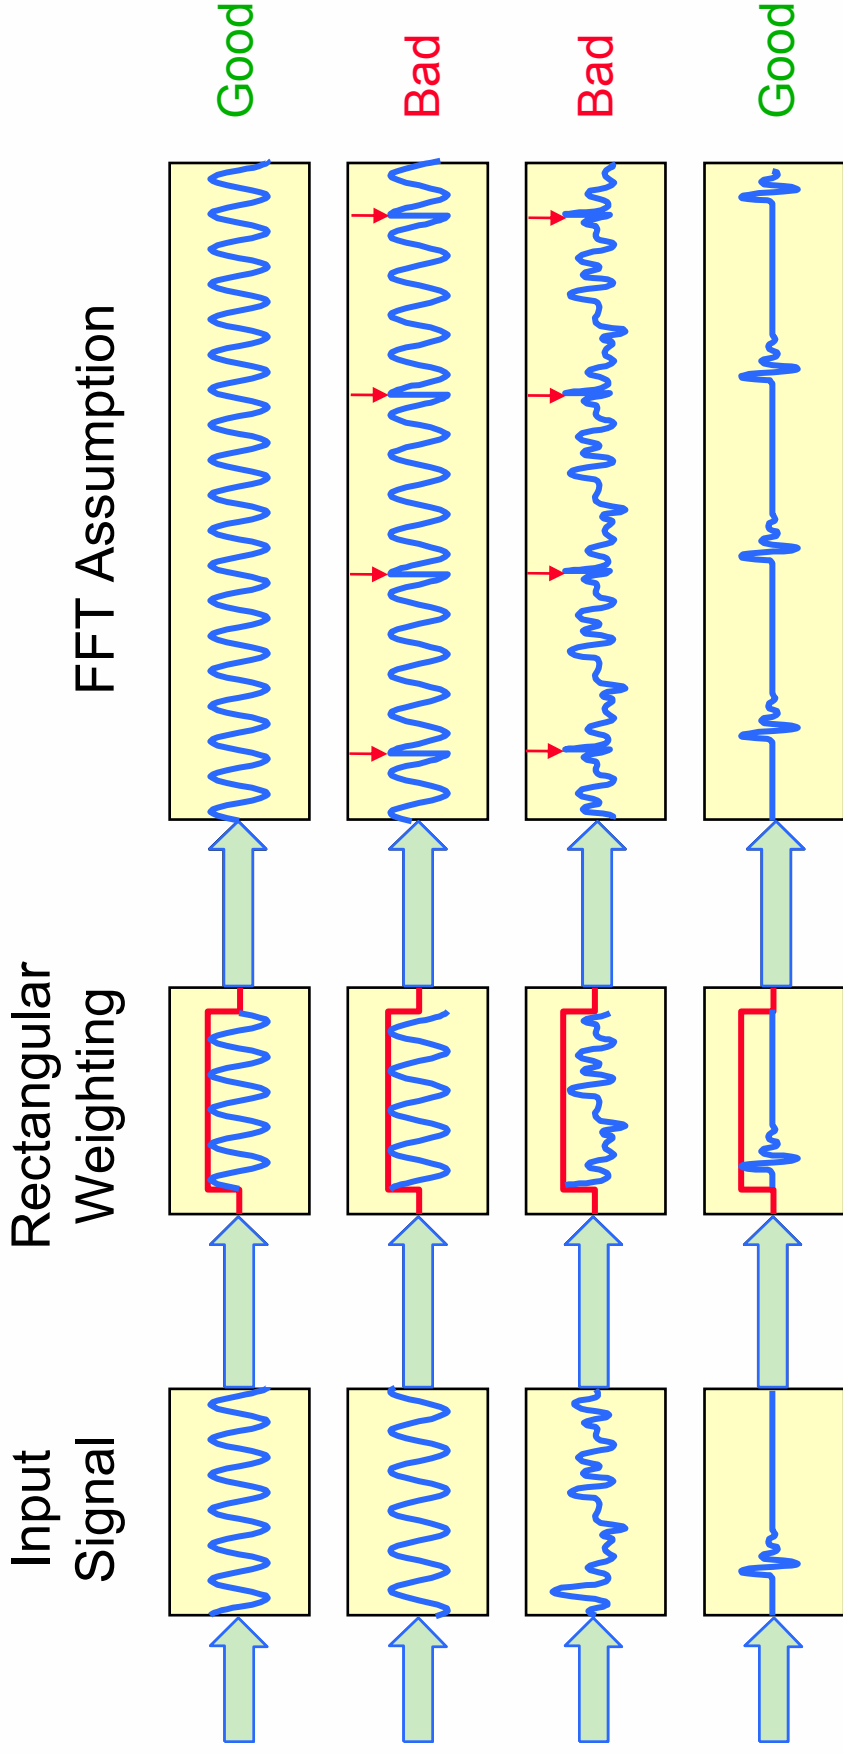 Input
Signal
Rectangular
Weighting
FFT Assumption
Good
Bad
Bad
Good